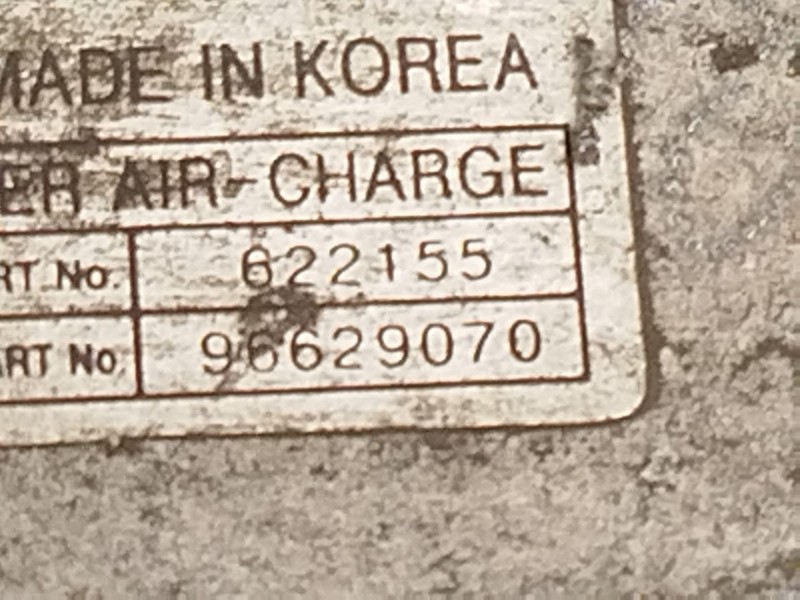 MADE IN KOREA
ER AIR-CHARGE
RT No. 622155
ART No. 96629070